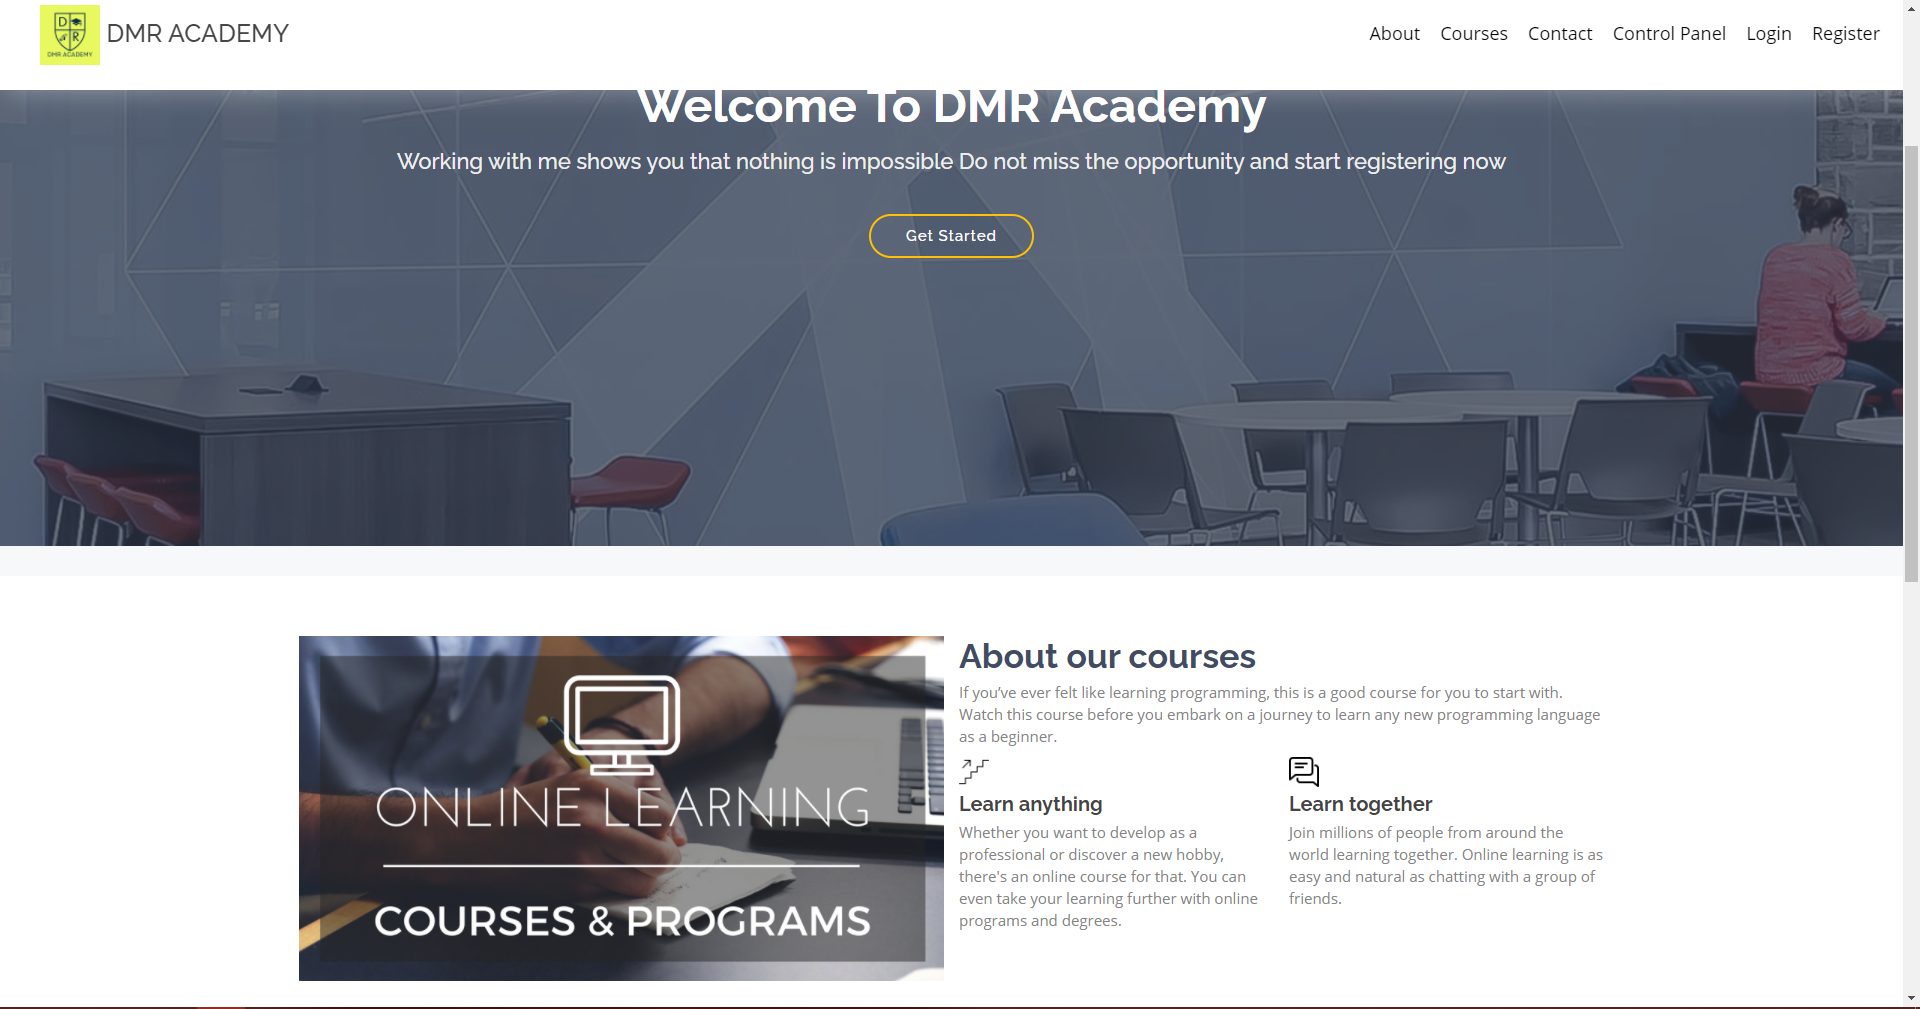 D
R
DMR ACADEMY
DMR ACADEMY
About
Courses
Contact
Control Panel
Login
Register
Welcome To DMR Academy
Working with me shows you that nothing is impossible Do not miss the opportunity and start registering now
Get Started
ONLINE LEARNING
COURSES & PROGRAMS
About our courses
If you’ve ever felt like learning programming, this is a good course for you to start with.
Watch this course before you embark on a journey to learn any new programming language
as a beginner.
Learn anything
Whether you want to develop as a
professional or discover a new hobby,
there's an online course for that. You can
even take your learning further with online
programs and degrees.
Learn together
Join millions of people from around the
world learning together. Online learning is as
easy and natural as chatting with a group of
friends.